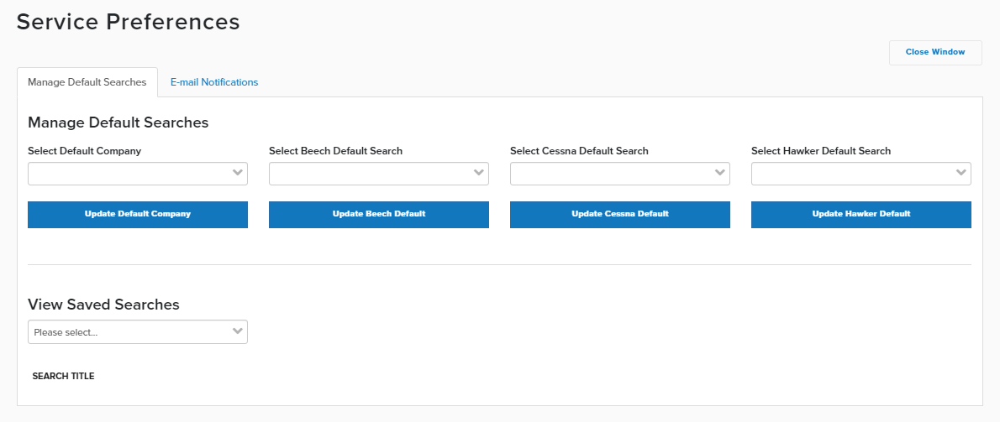 Service Preferences
Close Window
Manage Default Searches
E-mail Notifications
Manage Default Searches
Select Default Company
Select Beech Default Search
Select Cessna Default Search
Select Hawker Default Search
Update Default Company
Update Beech Default
Update Cessna Default
Update Hawker Default
View Saved Searches
Please select...
SEARCH TITLE